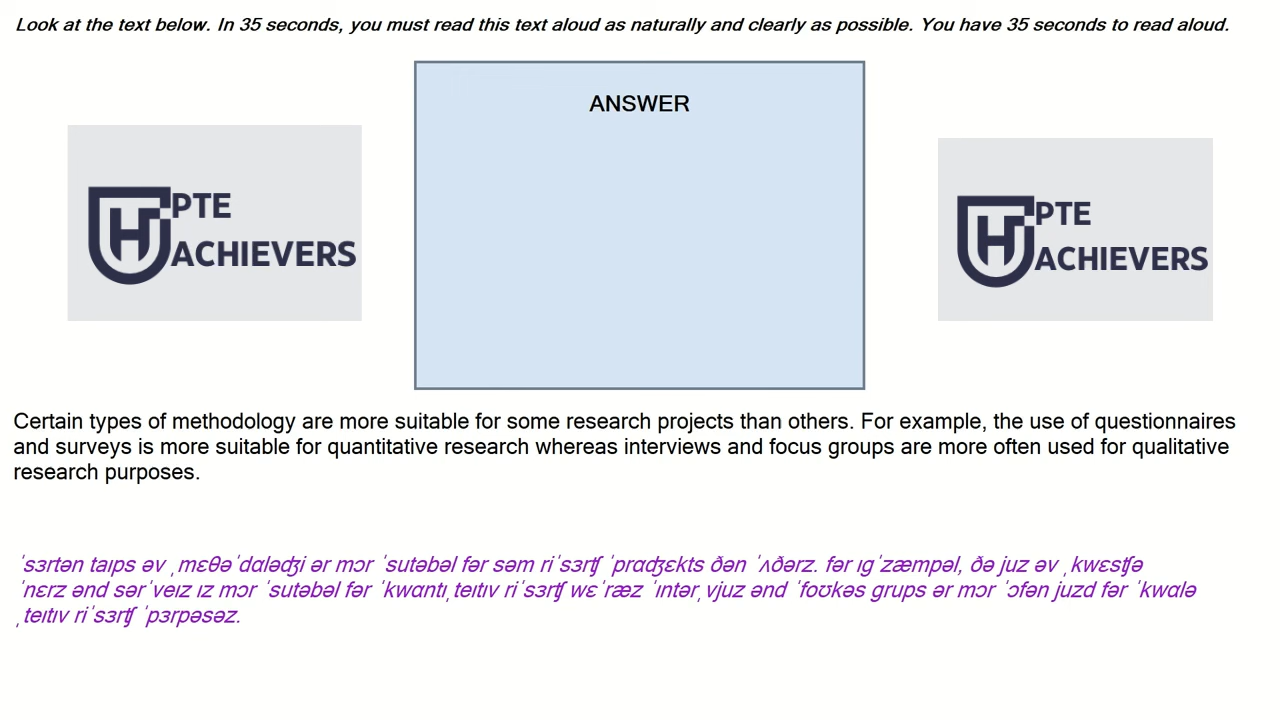 Look at the text below. In 35 seconds, you must read this text aloud as naturally and clearly as possible. You have 35 seconds to read aloud.
ANSWER
PTE
ACHIEVERS
PTE
ACHIEVERS
Certain types of methodology are more suitable for some research projects than others. For example, the use of questionnaires
and surveys is more suitable for quantitative research whereas interviews and focus groups are more often used for qualitative
research purposes.
ˈsɜrtən taɪps əv ˌmɛθəˈdɑləʤi ər mɔr ˈsutəbəl fər səm riˈsɜrʧ ˈprɑʤɛkts ðən ˈʌðərz. fər ɪgˈzæmpəl, ðə juz əv ˌkwɛsʧə
ˈnɛrz ənd sərˈveɪz ɪz mɔr ˈsutəbəl fər ˈkwɑntɪˌteɪtɪv riˈsɜrʧ wɛˈræz ˈɪntərˌvjuz ənd ˈfoʊkəs grups ər mɔr ˈɔfən juzd fər ˈkwɑlə
ˌteɪtɪv riˈsɜrʧ ˈpɜrpəsəz.